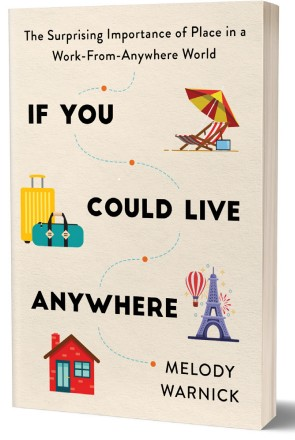 The Surprising Importance of Place in a
Work-From-Anywhere World
IF YOU
COULD LIVE
ANYWHERE
MELODY
WARNICK